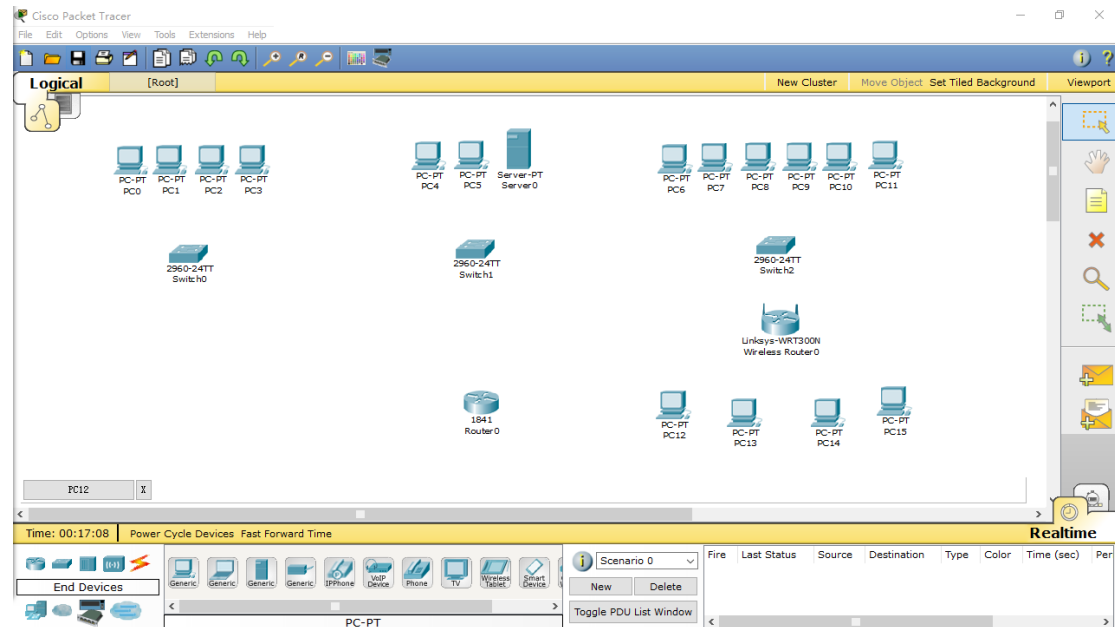 Cisco Packet Tracer
File Edit Options View Tools Extensions Help
Logical [Root] New Cluster Move Object Set Tiled Background Viewport
PC-PT PC0
PC-PT PC1
PC-PT PC2
PC-PT PC3
PC-PT PC4
PC-PT PC5
Server-PT Server0
PC-PT PC6
PC-PT PC7
PC-PT PC8
PC-PT PC9
PC-PT PC10
PC-PT PC11
2960-24TT
Switch0
2960-24TT
Switch1
2960-24TT
Switch2
Linksys-WRT300N
Wireless Router0
1841
Router0
PC-PT
PC12
PC-PT
PC13
PC-PT
PC14
PC-PT
PC15
PC12 X
Time: 00:17:08 Power Cycle Devices Fast Forward Time Realtime
End Devices
Generic Generic Generic Generic IPPhone VoIP Device Phone TV Wireless Tablet Smart Device
PC-PT
Scenario 0
New Delete
Toggle PDU List Window
Fire Last Status Source Destination Type Color Time (sec) Per